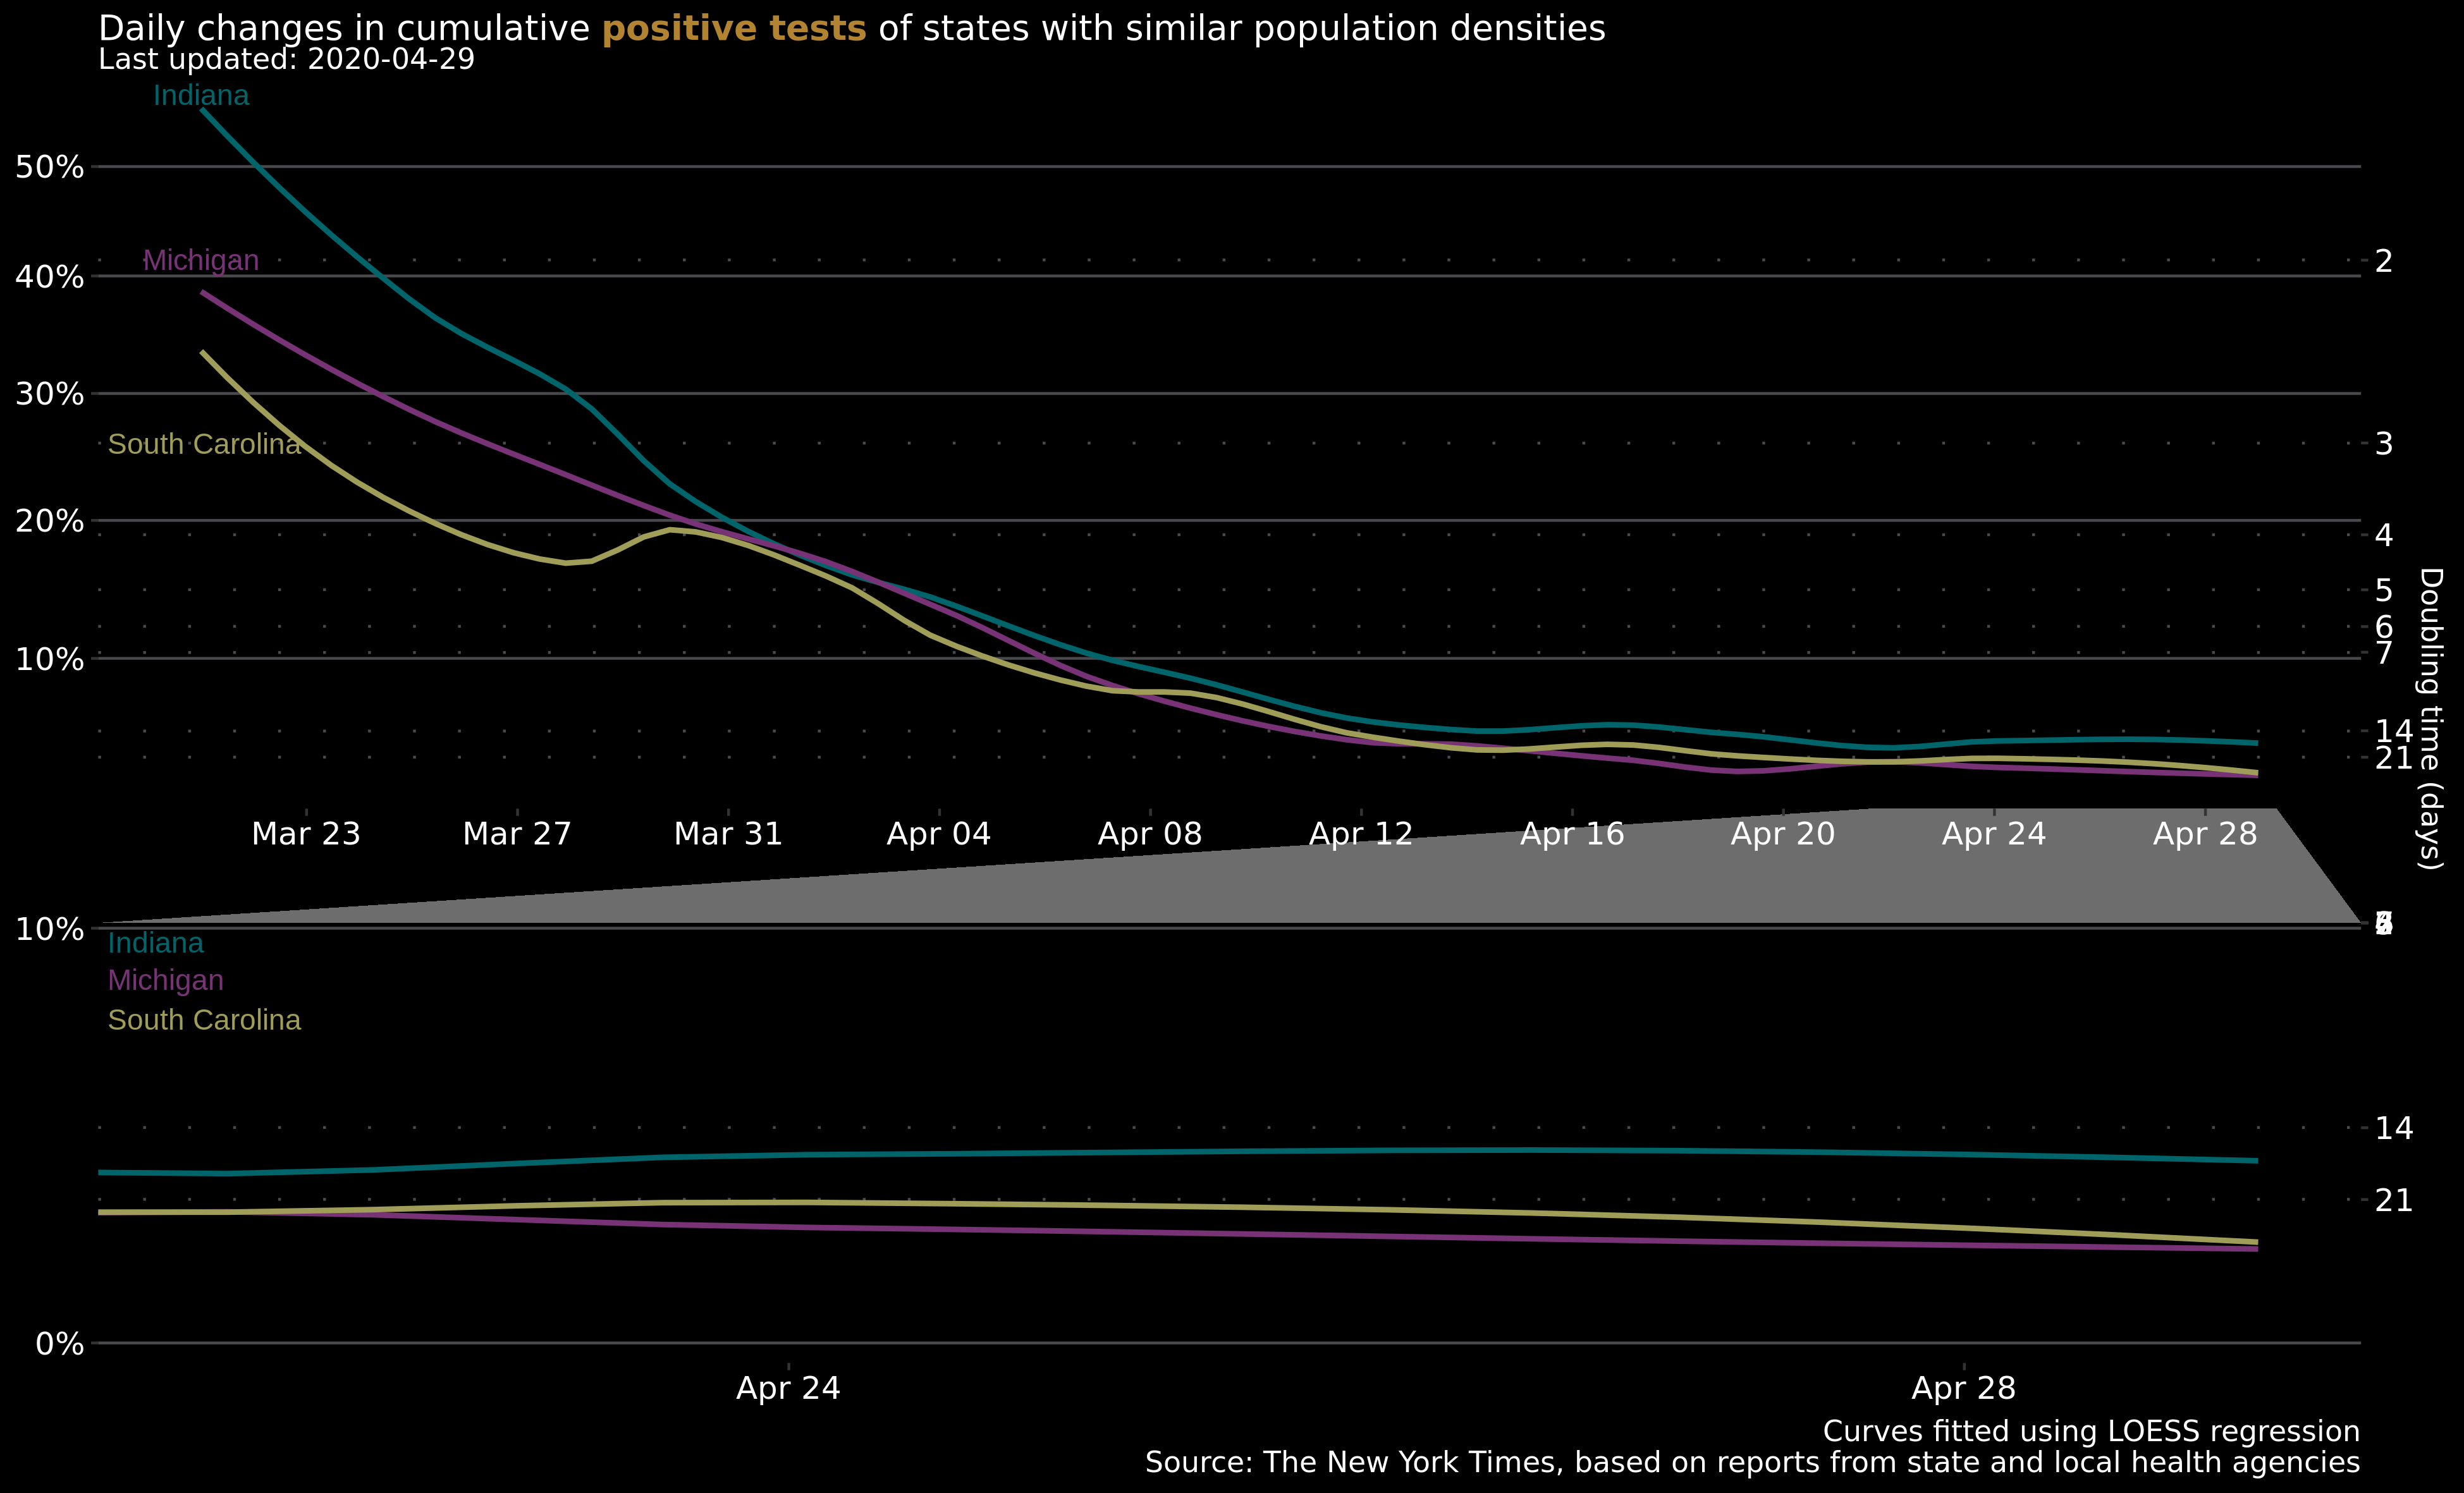 Daily changes in cumulative positive tests of states with similar population densities
Last updated: 2020-04-29
Indiana
50%
Michigan
2
40%
30%
South Carolina
3
20%
4
5
6
7
10%
14
21
Doubling time (days)
Mar 23 Mar 27 Mar 31 Apr 04 Apr 08 Apr 12 Apr 16 Apr 20 Apr 24 Apr 28
10%
Indiana
Michigan
South Carolina
14
21
0%
Apr 24 Apr 28
Curves fitted using LOESS regression
Source: The New York Times, based on reports from state and local health agencies